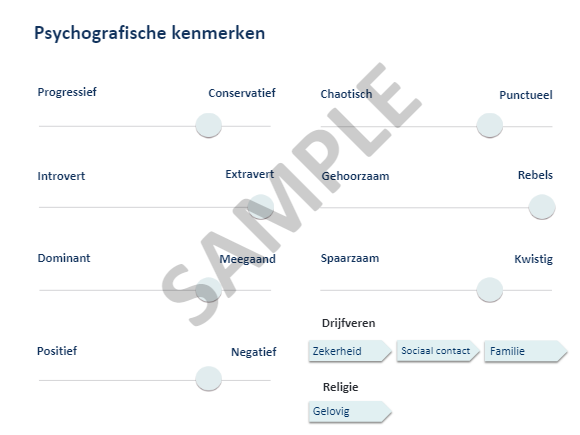 Psychografische kenmerken
Progressief
Conservatief
Chaotisch
Punctueel
Introvert
Extravert
Gehoorzaam
Rebels
Dominant
Meegaand
Spaarzaam
Kwistig
Positief
Negatief
Drijfveren
Zekerheid
Sociaal contact
Familie
Religie
Gelovig
SAMPLE